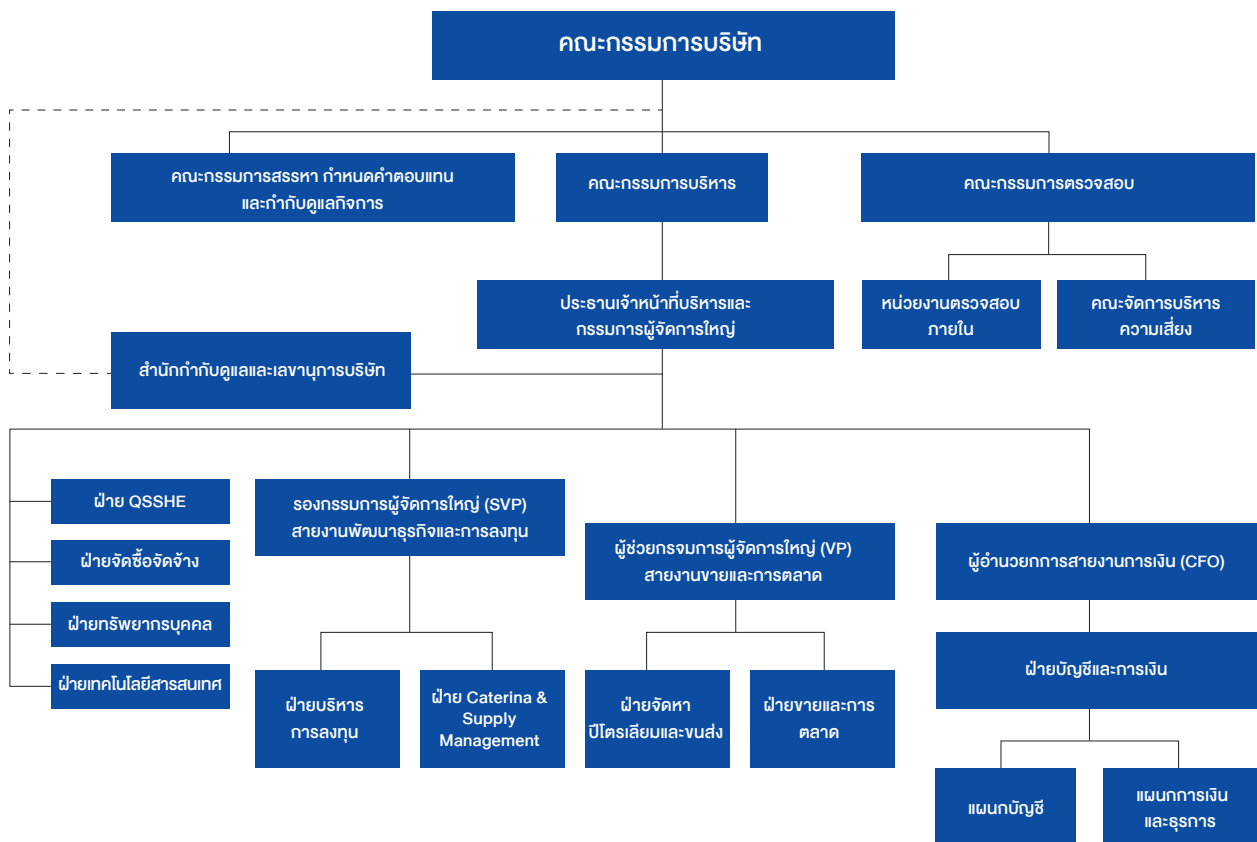 คณะกรรมการบริษัท
คณะกรรมการสรรหา กำหนดคำตอบแทน
และกำกับดูแลกิจการ
คณะกรรมการบริหาร
คณะกรรมการตรวจสอบ
ประธานเจ้าหน้าที่บริหารและ
กรรมการผู้จัดการใหญ่
หน่วยงานตรวจสอบ
ภายใน
คณะจัดการบริหาร
ความเสี่ยง
สำนักกำกับดูแลและเลขานุการบริษัท
ฝ่าย QSSHE
ฝ่ายจัดซื้อจัดจ้าง
ฝ่ายทรัพยากรบุคคล
ฝ่ายเทคโนโลยีสารสนเทศ
รองกรรมการผู้จัดการใหญ่ (SVP)
สายงานพัฒนาธุรกิจและการลงทุน
ฝ่ายบริหาร
การลงทุน
ฝ่าย Caterina &
Supply
Management
ผู้ช่วยกรจมการผู้จัดการใหญ่ (VP)
สายงานขายและการตลาด
ฝ่ายจัดหา
ปิโตรเลียมและขนส่ง
ฝ่ายขายและการ
ตลาด
ผู้อำนวยกการสายงานการเงิน (CFO)
ฝ่ายบัญชีและการเงิน
แผนกบัญชี
แผนกการเงิน
และธุรการ